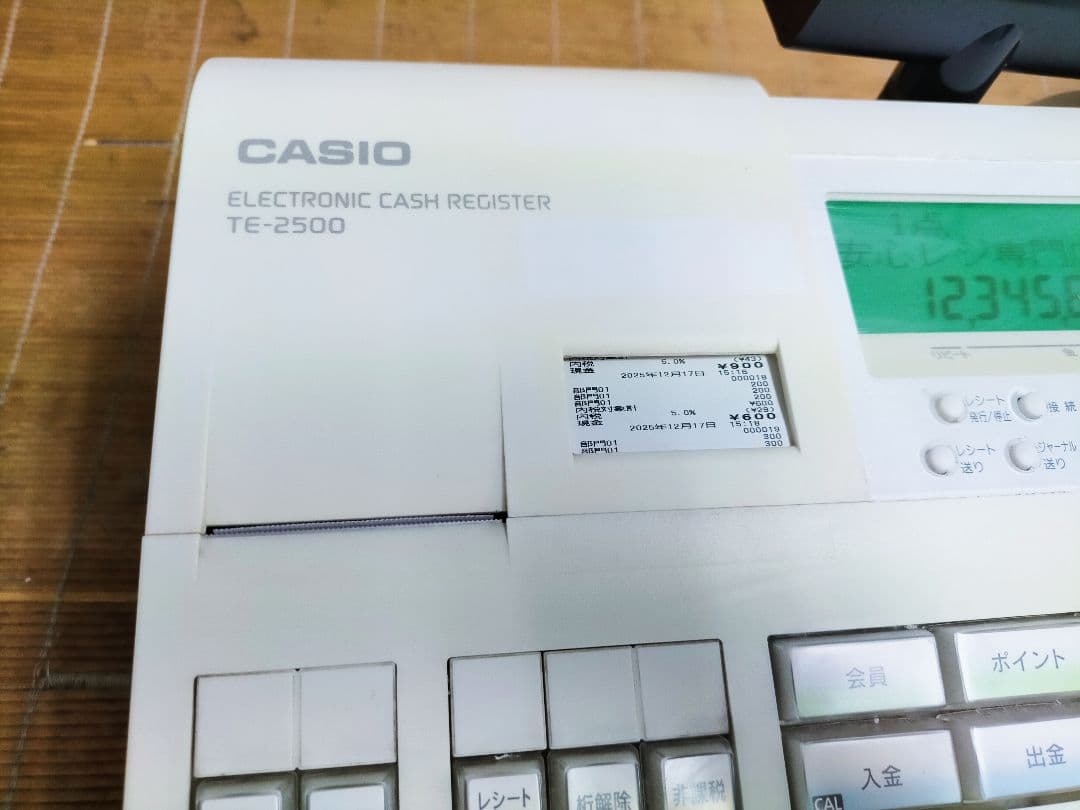 CASIO
ELECTRONIC CASH REGISTER
TE-2500
1点
安心レジ専門
12,345,6
内税 5.0% (¥43)
現金 ¥900
2025年12月17日 15:18
000018
部門01 200
部門01 200
部門01 200
内税対象計 ¥600
内税 5.0% (¥29)
現金 ¥600
2025年12月17日 15:18
000019
部門01 300
部門01 300
レシート
発行/停止
接続
レシート
送り
ジャーナル
送り
会員
ポイント
入金
出金
CAL
レシート
桁解除
非課税